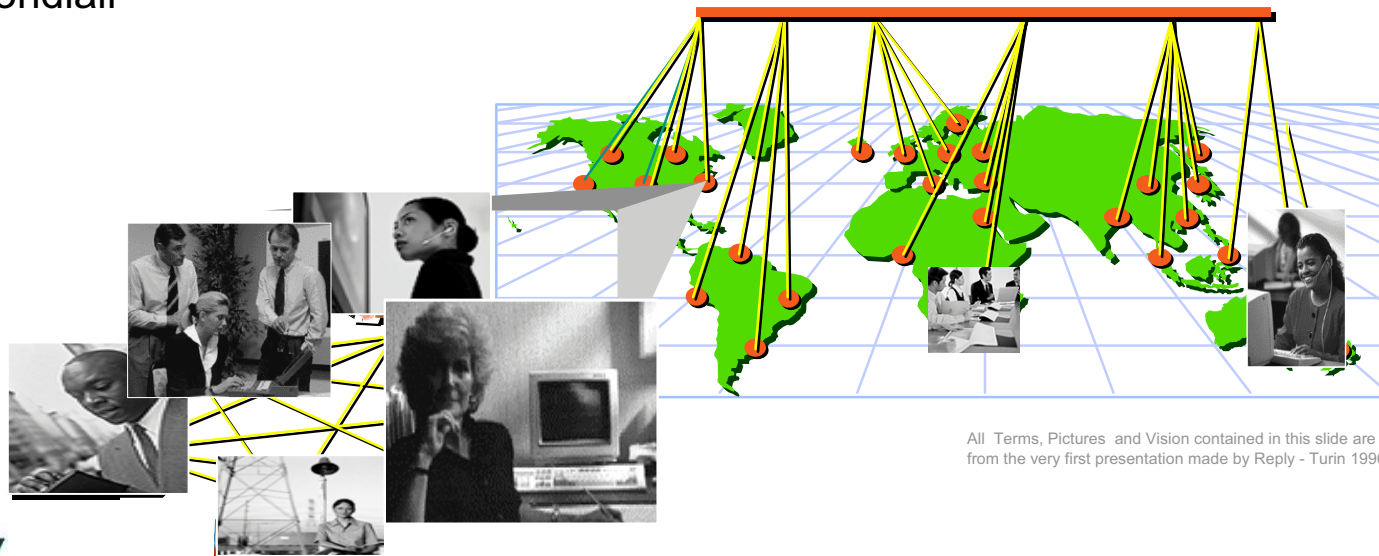 All Terms, Pictures and Vision contained in this slide are
from the very first presentation made by Reply - Turin